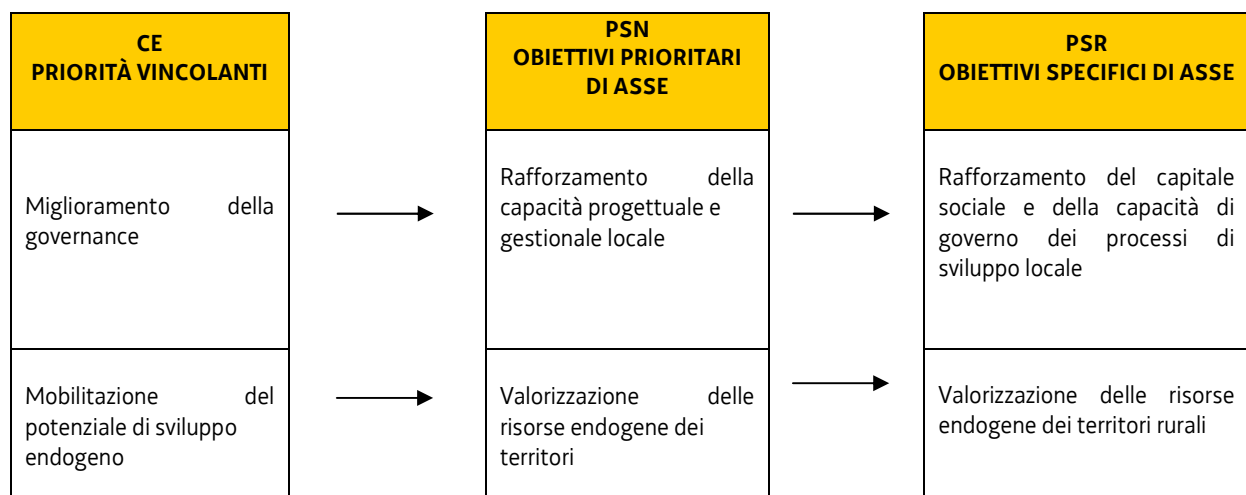 CE
PRIORITÀ VINCOLANTI
PSN
OBIETTIVI PRIORITARI
DI ASSE
PSR
OBIETTIVI SPECIFICI DI ASSE
Miglioramento della
governance
Rafforzamento della
capacità progettuale e
gestionale locale
Rafforzamento del capitale
sociale e della capacità di
governo dei processi di
sviluppo locale
Mobilitazione del
potenziale di sviluppo
endogeno
Valorizzazione delle
risorse endogene dei
territori
Valorizzazione delle risorse
endogene dei territori rurali